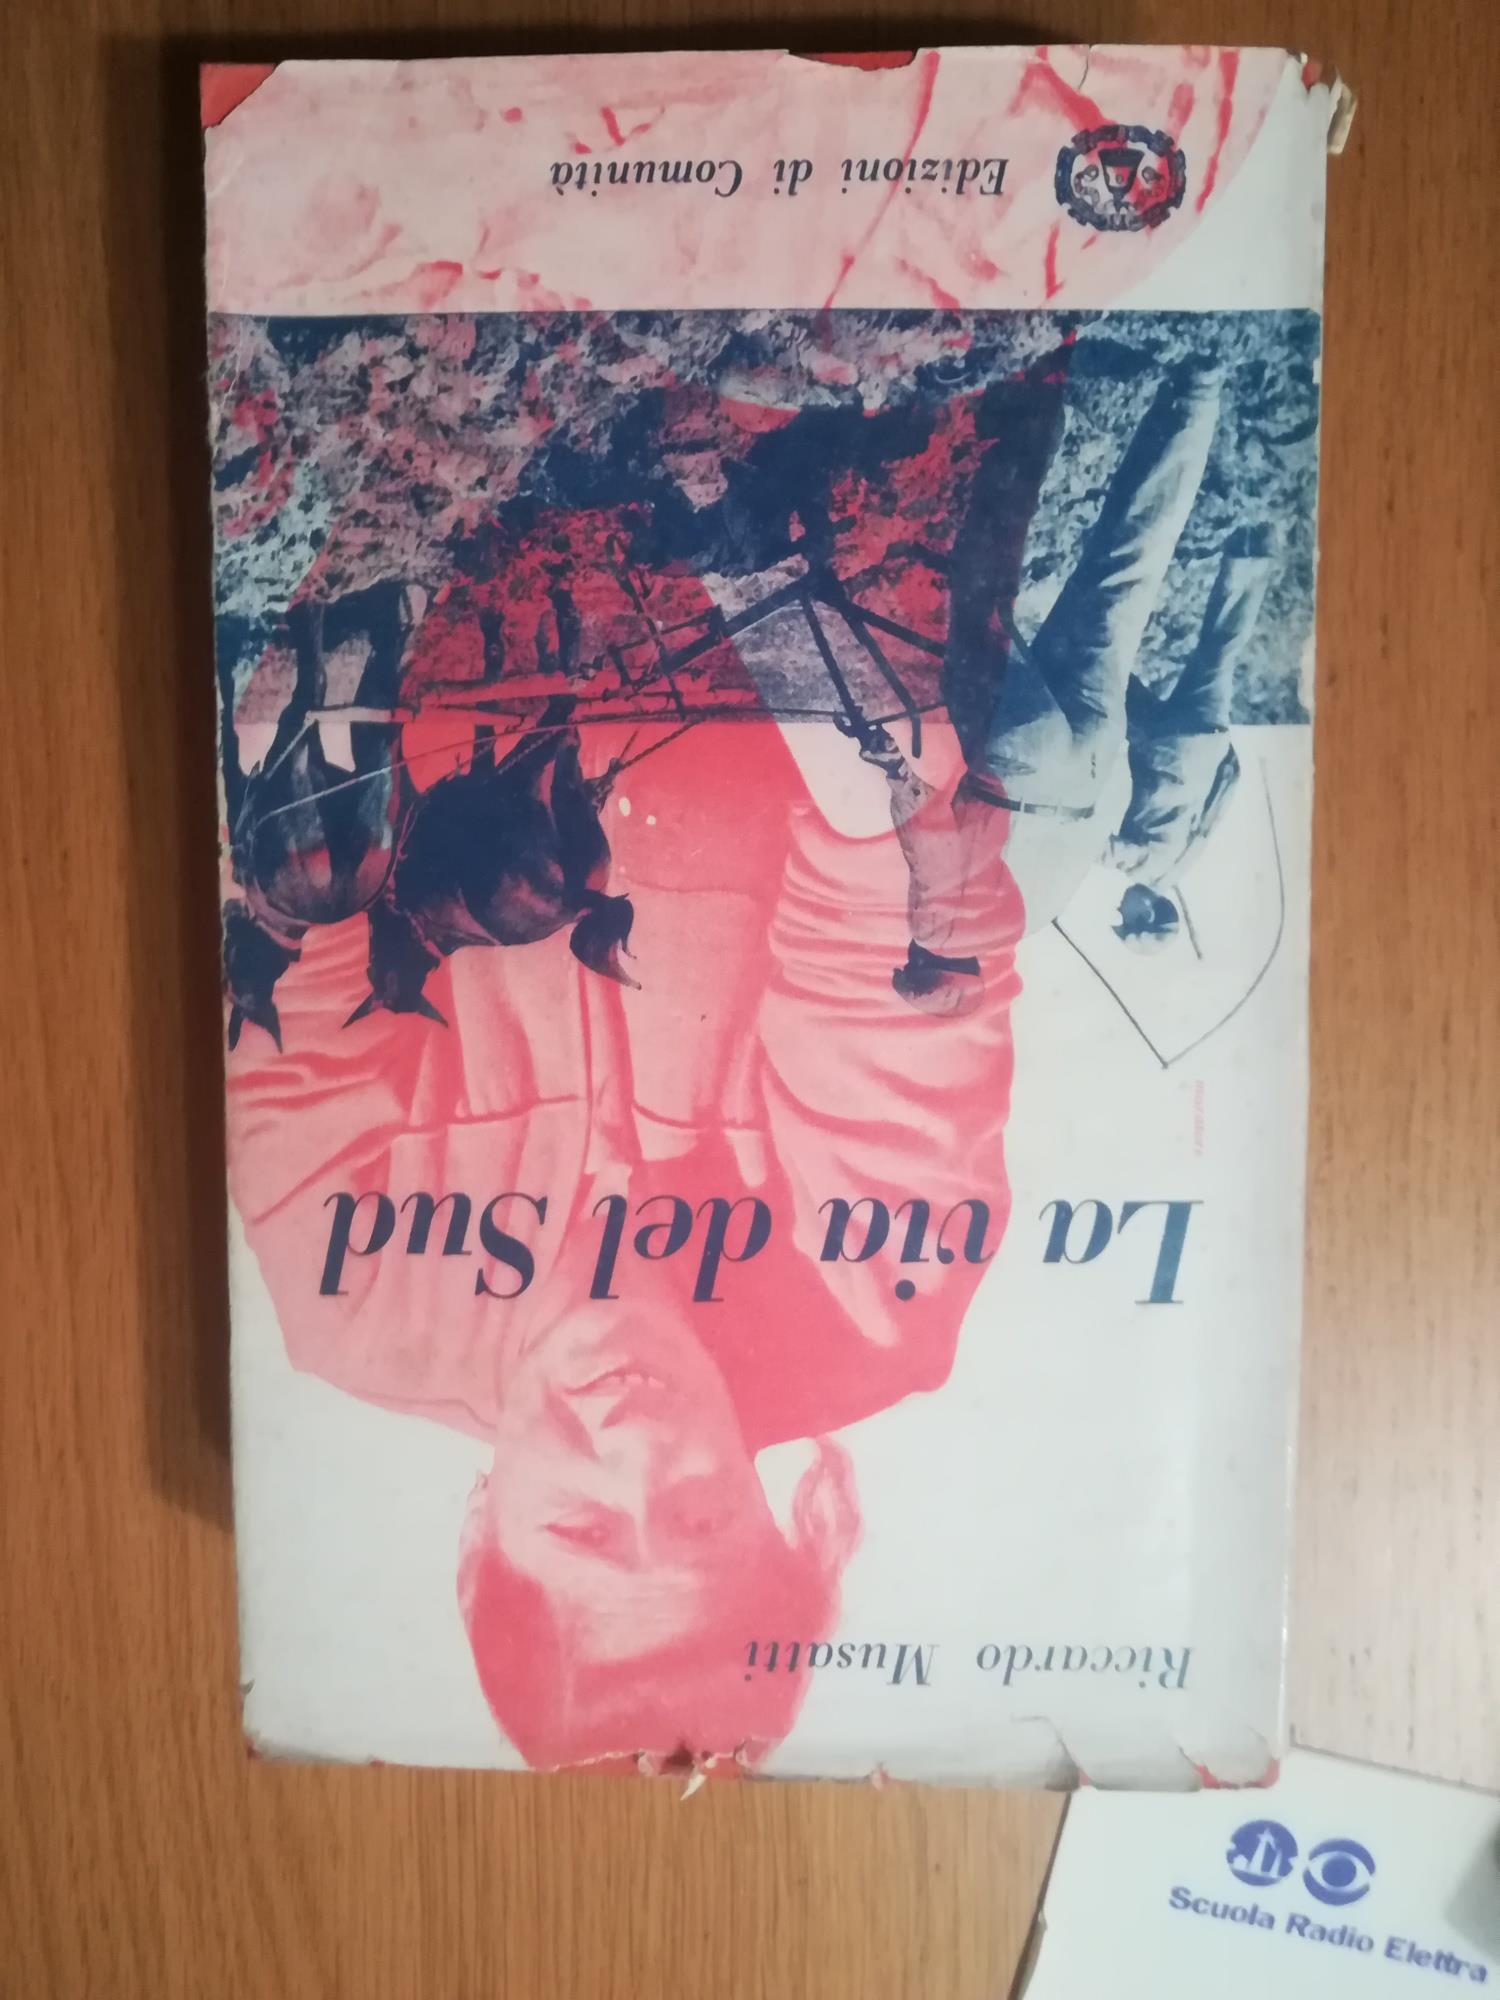 Riccardo Musatti
La via del Sud
Edizioni di Comunità
Scuola Radio Elettra